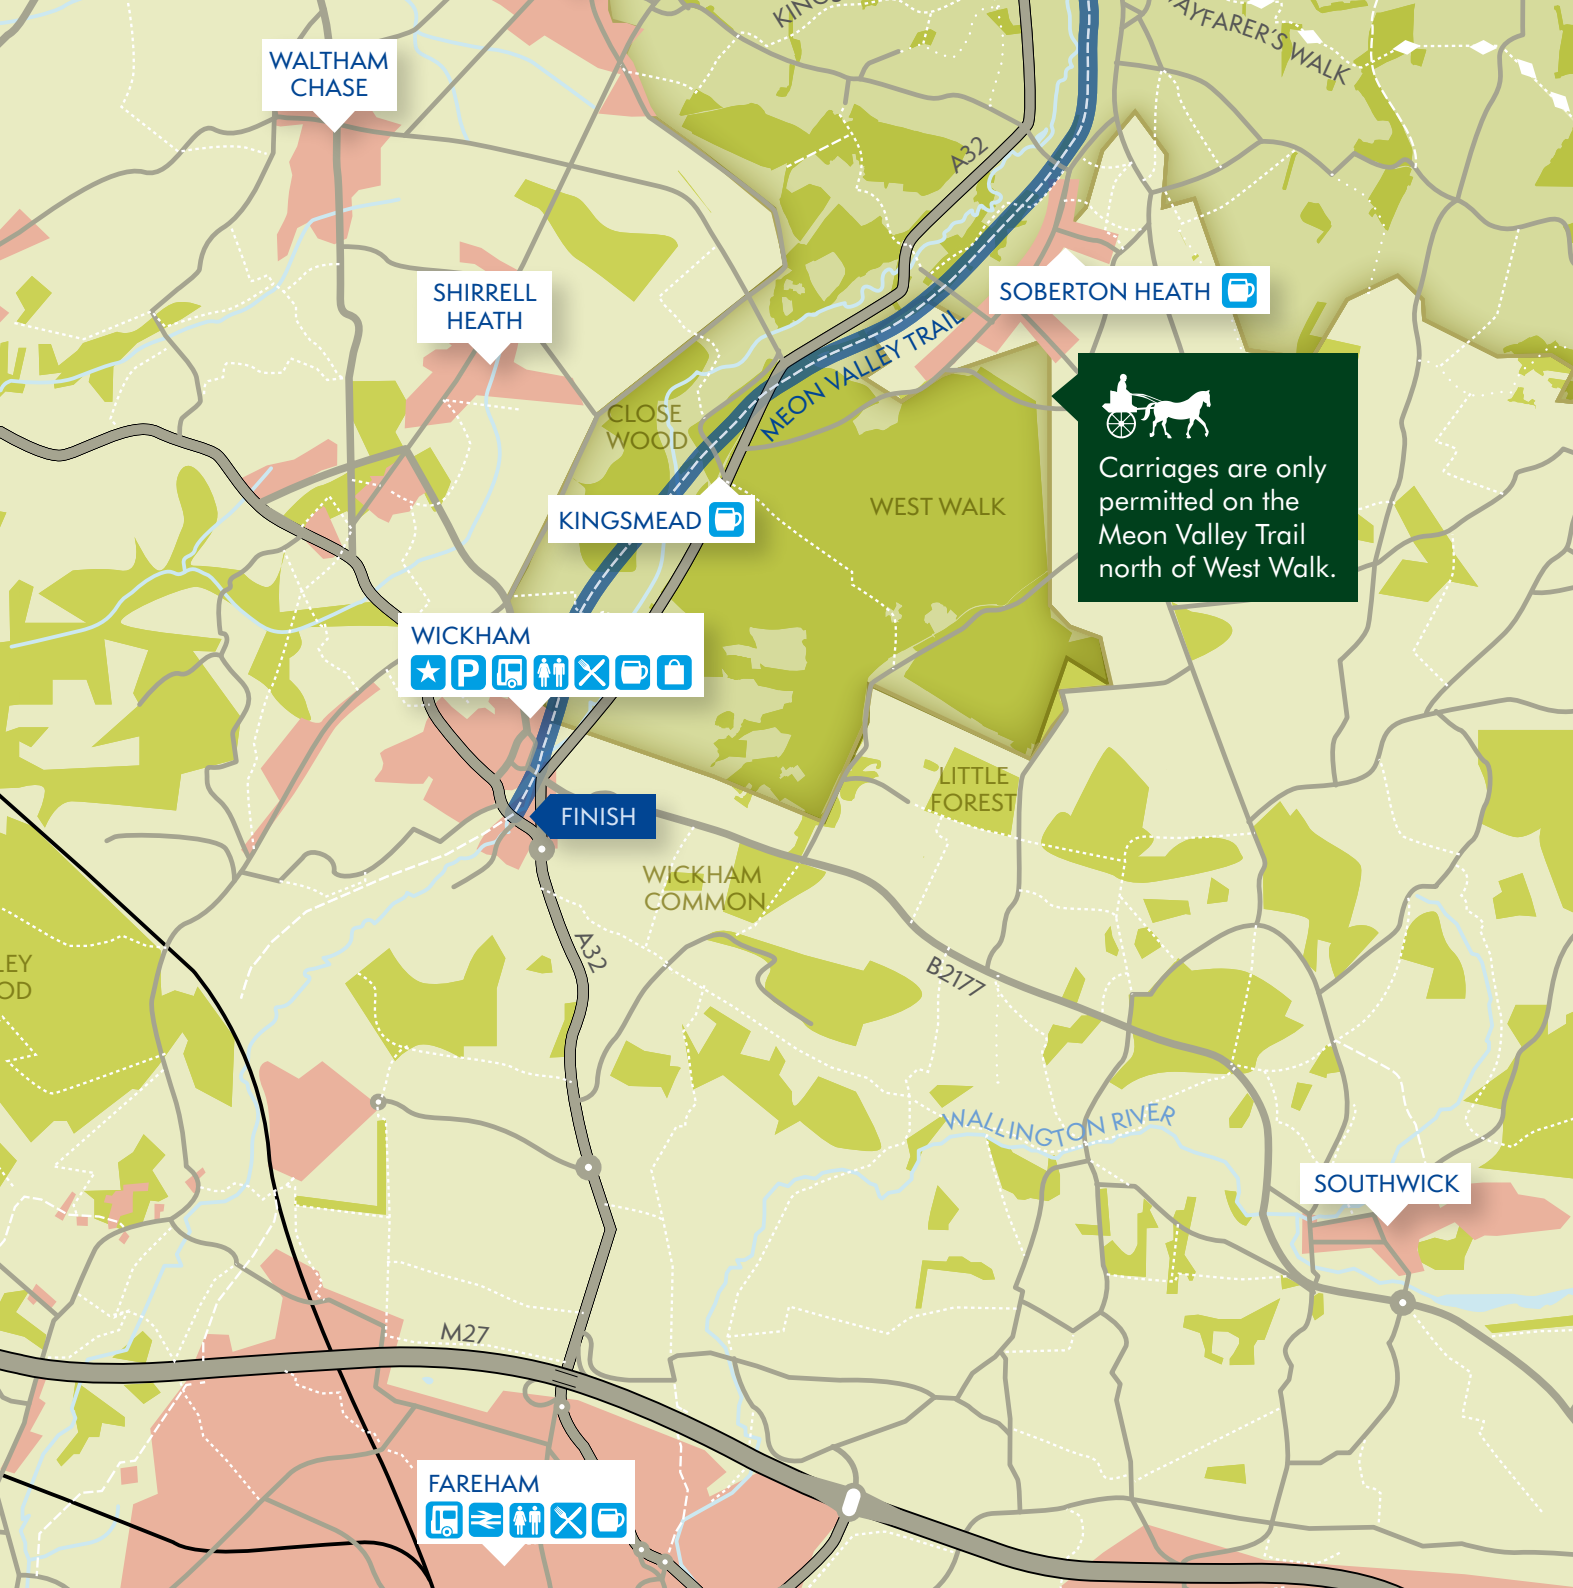 WAYFARER'S WALK
WALTHAM
CHASE
A32
SHIRRELL
HEATH
SOBERTON HEATH
MEON VALLEY TRAIL
CLOSE
WOOD
Carriages are only
permitted on the
Meon Valley Trail
north of West Walk.
WEST WALK
KINGSMEAD
WICKHAM
P
LITTLE
FOREST
FINISH
WICKHAM
COMMON
A32
B2177
WALLINGTON RIVER
SOUTHWICK
M27
FAREHAM